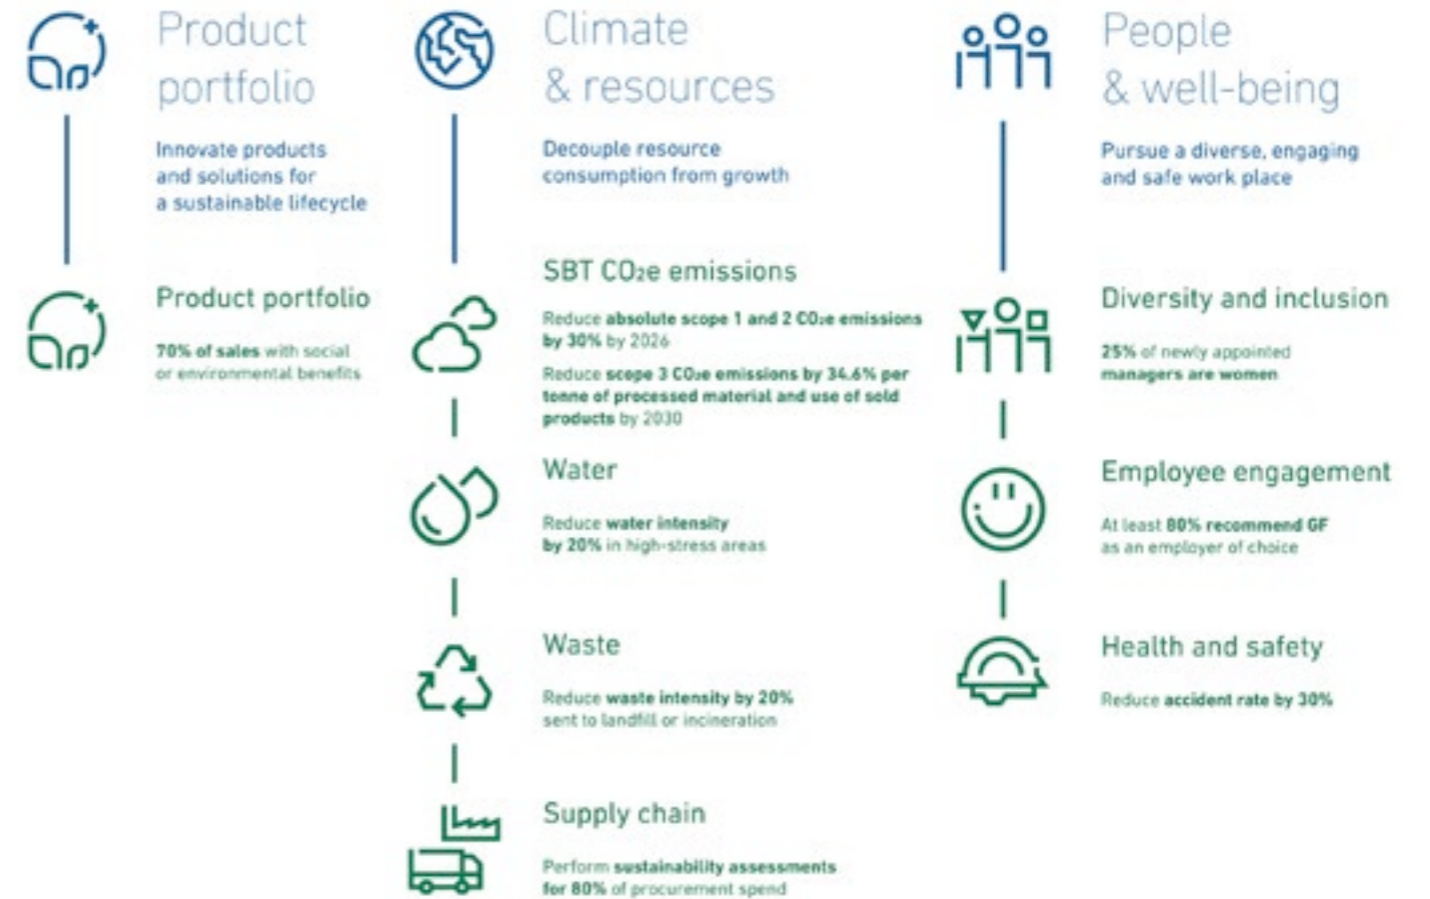 Product
portfolio
Innovate products
and solutions for
a sustainable lifecycle
Product portfolio
70% of sales with social
or environmental benefits
Climate
& resources
Decouple resource
consumption from growth
SBT CO₂e emissions
Reduce absolute scope 1 and 2 CO₂e emissions
by 30% by 2026
Reduce scope 3 CO₂e emissions by 34.6% per
tonne of processed material and use of sold
products by 2030
Water
Reduce water intensity
by 20% in high-stress areas
Waste
Reduce waste intensity by 20%
sent to landfill or incineration
Supply chain
Perform sustainability assessments
for 80% of procurement spend
People
& well-being
Pursue a diverse, engaging
and safe work place
Diversity and inclusion
25% of newly appointed
managers are women
Employee engagement
At least 80% recommend GF
as an employer of choice
Health and safety
Reduce accident rate by 30%